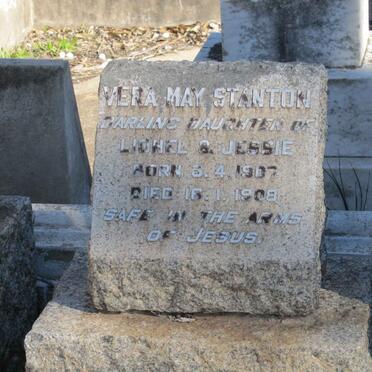 VERA MAY STANTON
DARLING DAUGHTER OF
LIONEL & JESSIE
BORN 3.4.1907
DIED 16.1.1908
SAFE IN THE ARMS
OF JESUS.